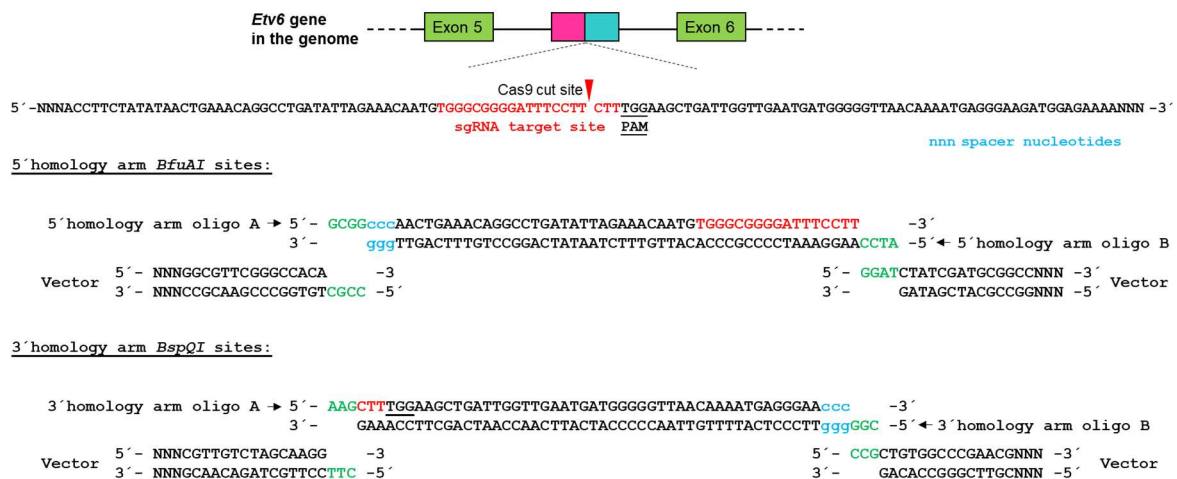 Etv6 gene
in the genome
Exon 5
Exon 6
Cas9 cut site
5´-NNNACCTTCTATATAACTGAAACAGGCCTGATATTAGAAACAATGTGGGCGGGGATTTCCTT CTTTGGAAGCTGATTGGTTGAATGATGGGGGTTAACAAAATGAGGGAAGATGGAGAAAANNN -3´
sgRNA target site PAM
nnn spacer nucleotides
5´homology arm BfuAI sites:
5´homology arm oligo A → 5´- GCGGcccAACTGAAACAGGCCTGATATTAGAAACAATGTGGGCGGGGATTTCCTT -3´
3´- gggTTGACTTTGTCCGGACTATAATCTTTGTTACACCCGCCCCTAAAGGAACCTA -5´← 5´homology arm oligo B
Vector
5´- NNNGGCGTTCGGGCCACA -3
3´- NNNCCGCAAGCCCGGTGTCGCC -5´
5´- GGATCTATCGATGCGGCCNNN -3´
3´- GATAGCTACGCCGGNNN -5´
Vector
3´homology arm BspQI sites:
3´homology arm oligo A → 5´- AAGCTTTGGAAGCTGATTGGTTGAATGATGGGGGTTAACAAAATGAGGGAAccc -3´
GAAACCTTCGACTAACCAACTTACTACCCCCAATTGTTTTACTCCCTTgggGGC -5´← 3´homology arm oligo B
Vector
5´- NNNCGTTGTCTAGCAAGG -3
3´- NNNGCAACAGATCGTTCCTTC -5´
5´- CCGCTGTGGCCCGAACGNNN -3´
3´- GACACCGGGCTTGCNNN -5´
Vector